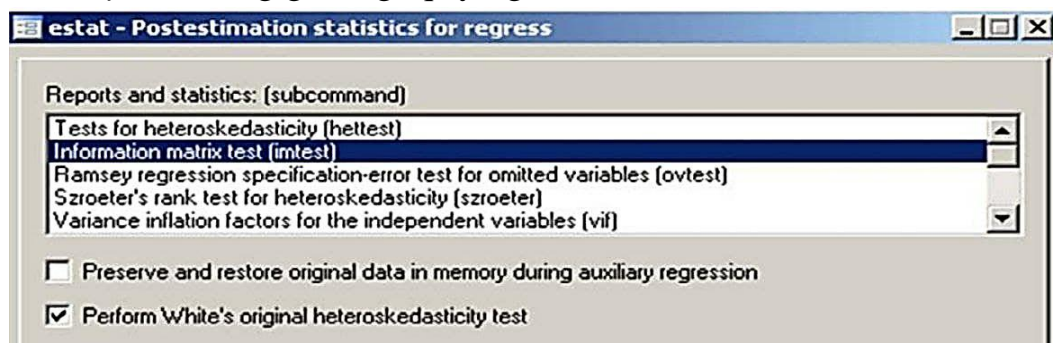 estat - Postestimation statistics for regress
Reports and statistics: (subcommand)
Tests for heteroskedasticity (hettest)
Information matrix test (imtest)
Ramsey regression specification-error test for omitted variables (ovtest)
Szroeter's rank test for heteroskedasticity (szroeter)
Variance inflation factors for the independent variables (vif)
Preserve and restore original data in memory during auxiliary regression
Perform White's original heteroskedasticity test